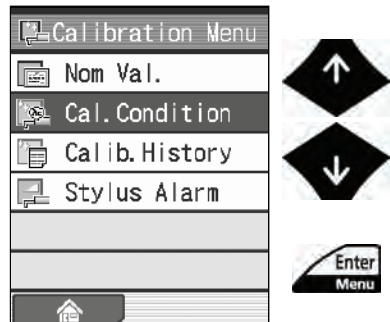 Calibration Menu
Nom Val.
Cal.Condition
Calib.History
Stylus Alarm
Enter
Menu